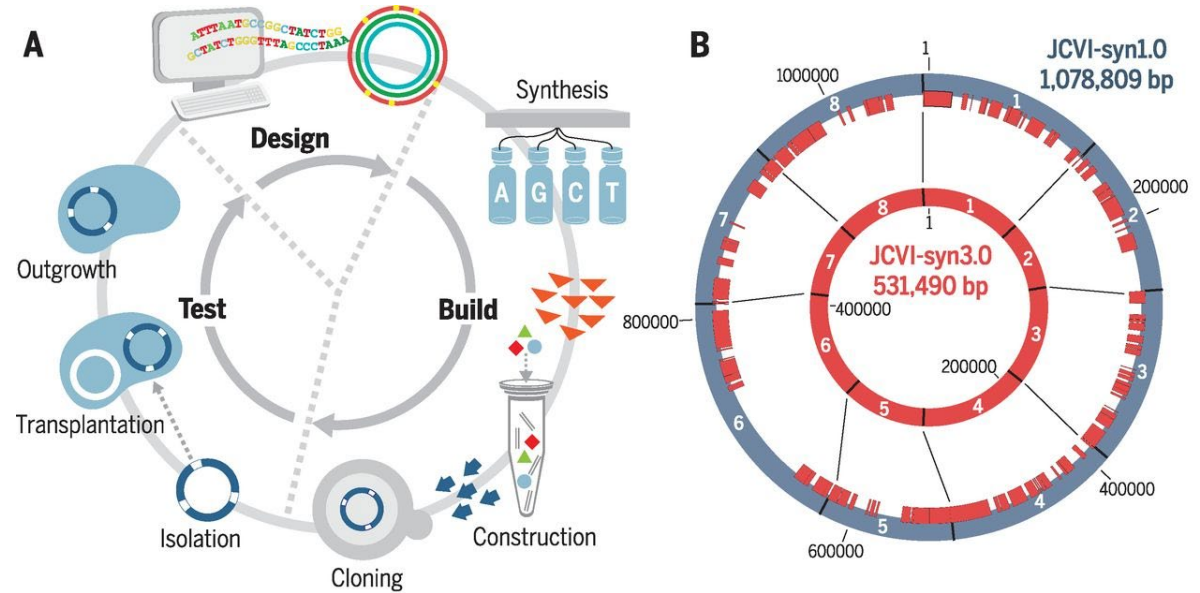 A
ATTTAATGCCGGCTATCTGG
GCTATCTGGGTTTAGCCCTAAA
Design
Synthesis
A G C T
Outgrowth
Test
Build
Transplantation
Isolation
Cloning
Construction
B
JCVI-syn1.0
1,078,809 bp
1
1000000
8
1
200000
2
7
8
1
1
JCVI-syn3.0
531,490 bp
2
7
400000
3
800000
6
200000
3
5
4
6
400000
4
5
600000